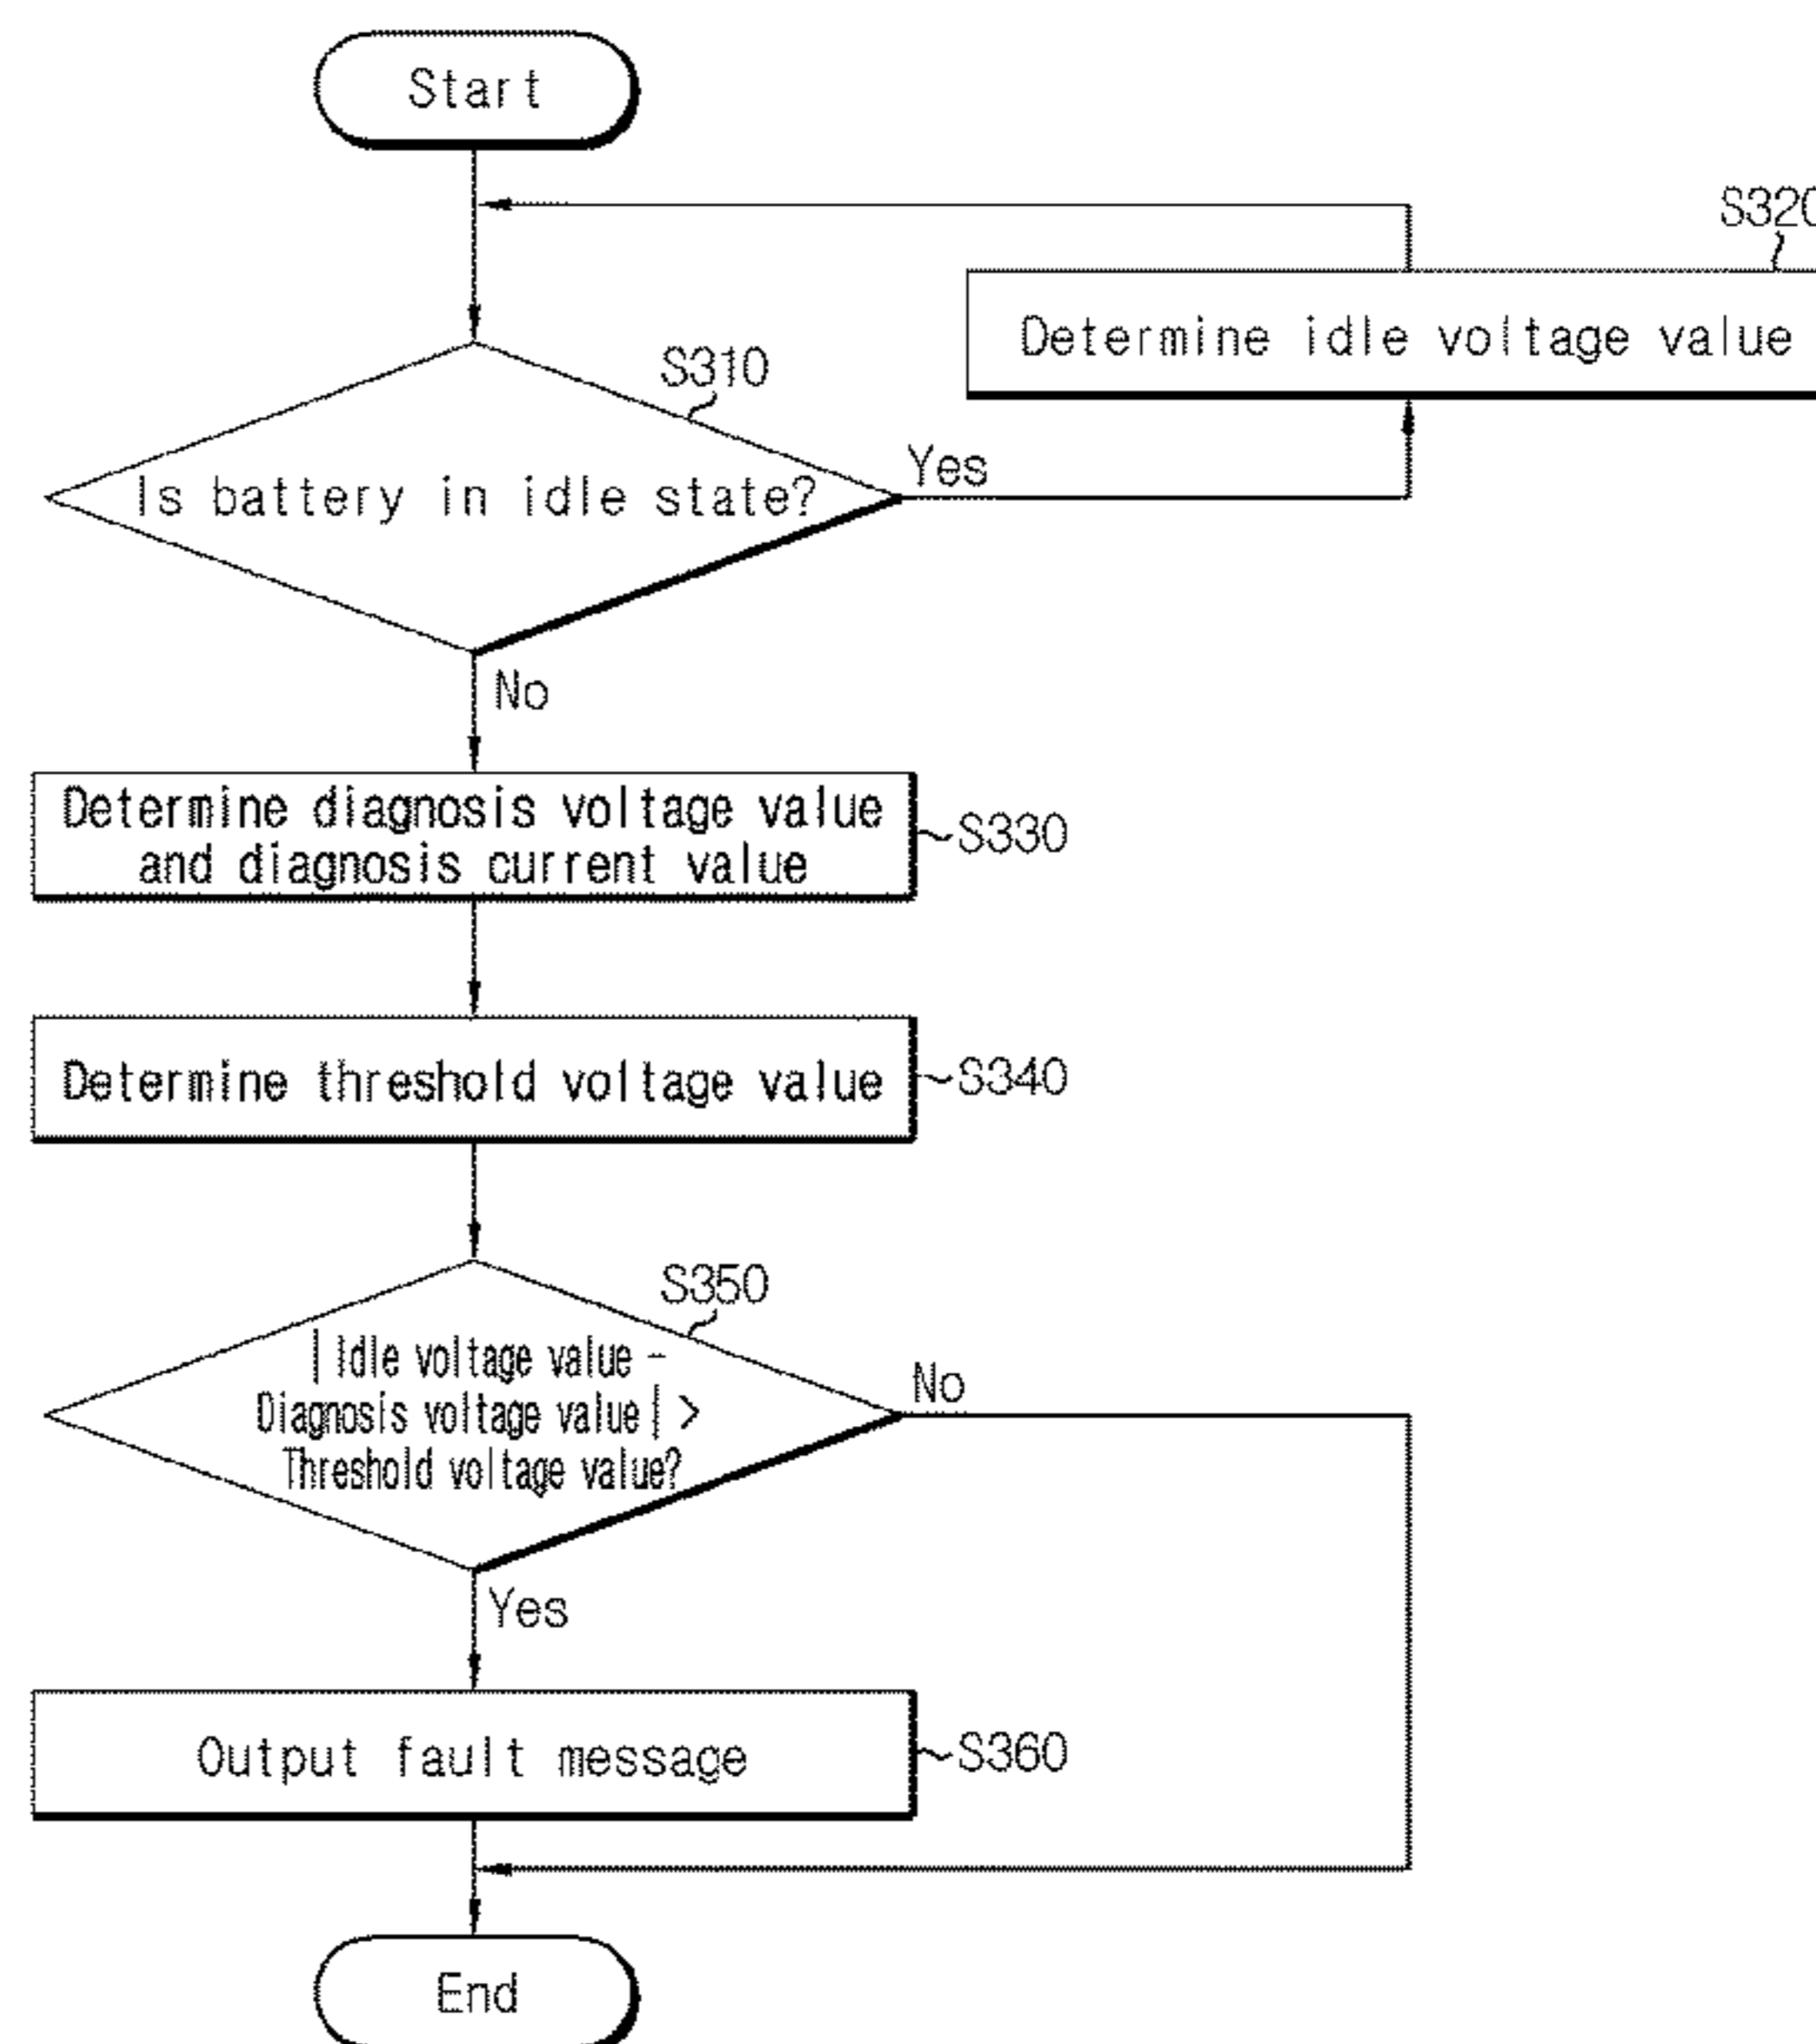 Start
S320
Determine idle voltage value
S310
Is battery in idle state?
Yes
No
Determine diagnosis voltage value
and diagnosis current value
S330
Determine threshold voltage value
S340
S350
| Idle voltage value -
Diagnosis voltage value | >
Threshold voltage value?
No
Yes
Output fault message
S360
End